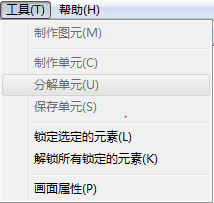 工具(T) 帮助(H)
制作图元(M)
制作单元(C)
分解单元(U)
保存单元(S)
锁定选定的元素(L)
解锁所有锁定的元素(K)
画面属性(P)